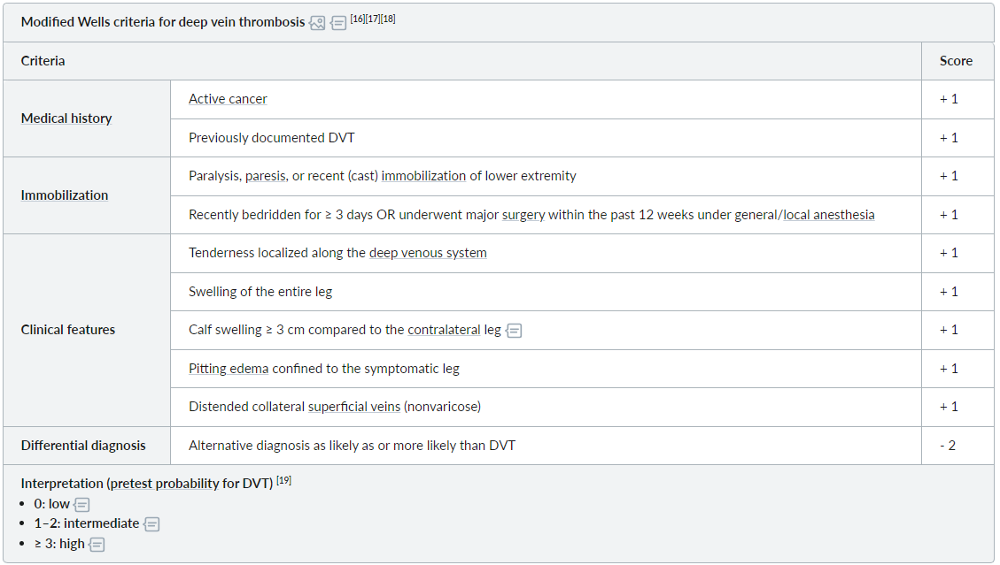 Modified Wells criteria for deep vein thrombosis [16][17][18]
Criteria Score
Medical history
Active cancer + 1
Previously documented DVT + 1
Immobilization
Paralysis, paresis, or recent (cast) immobilization of lower extremity + 1
Recently bedridden for ≥ 3 days OR underwent major surgery within the past 12 weeks under general/local anesthesia + 1
Clinical features
Tenderness localized along the deep venous system + 1
Swelling of the entire leg + 1
Calf swelling ≥ 3 cm compared to the contralateral leg + 1
Pitting edema confined to the symptomatic leg + 1
Distended collateral superficial veins (nonvaricose) + 1
Differential diagnosis Alternative diagnosis as likely as or more likely than DVT - 2
Interpretation (pretest probability for DVT) [19]
• 0: low
• 1–2: intermediate
• ≥ 3: high